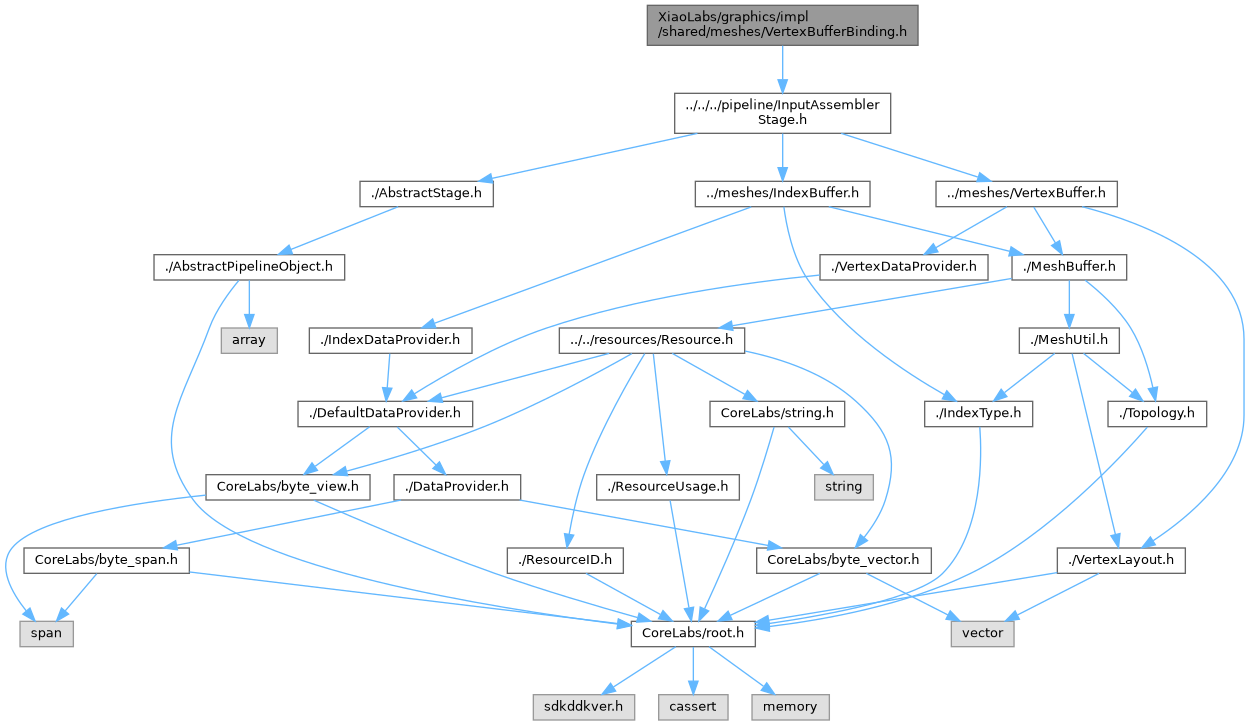 XiaoLabs/graphics/impl
/shared/meshes/VertexBufferBinding.h
../../../pipeline/InputAssembler
Stage.h
./AbstractStage.h
../meshes/IndexBuffer.h
../meshes/VertexBuffer.h
./AbstractPipelineObject.h
./VertexDataProvider.h
./MeshBuffer.h
array
./IndexDataProvider.h
../../resources/Resource.h
./MeshUtil.h
./DefaultDataProvider.h
CoreLabs/string.h
./IndexType.h
./Topology.h
CoreLabs/byte_view.h
./DataProvider.h
./ResourceUsage.h
string
CoreLabs/byte_span.h
./ResourceID.h
CoreLabs/byte_vector.h
./VertexLayout.h
span
CoreLabs/root.h
vector
sdkddkver.h
cassert
memory